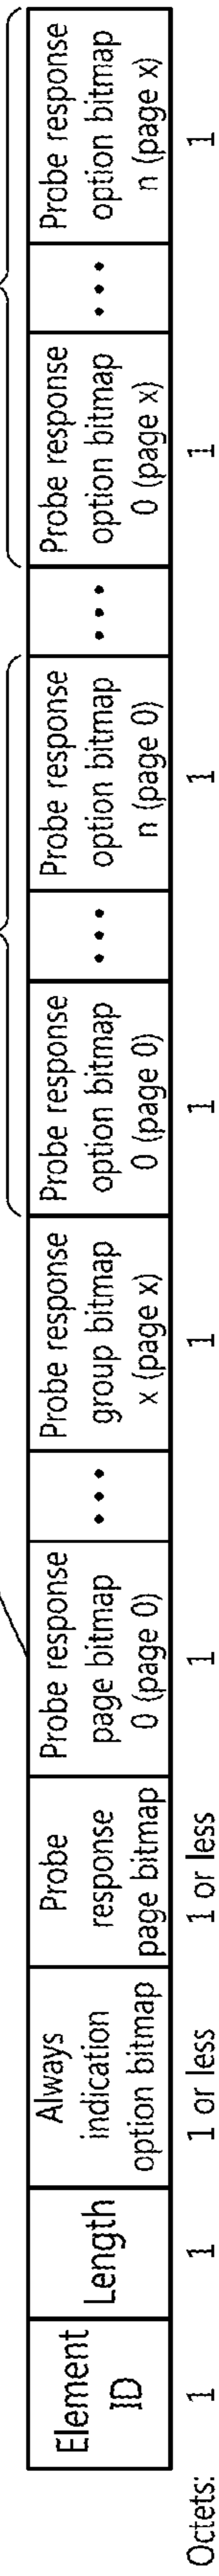 Element
ID
Length
Always
indication
option bitmap
Probe
response
page bitmap
Probe response
page bitmap
0 (page 0)
• • •
Probe response
group bitmap
x (page x)
Probe response
option bitmap
0 (page 0)
• • •
Probe response
option bitmap
n (page 0)
• • •
Probe response
option bitmap
0 (page x)
• • •
Probe response
option bitmap
n (page x)
Octets: 1 1 1 or less 1 or less 1 1 1 1 1 1